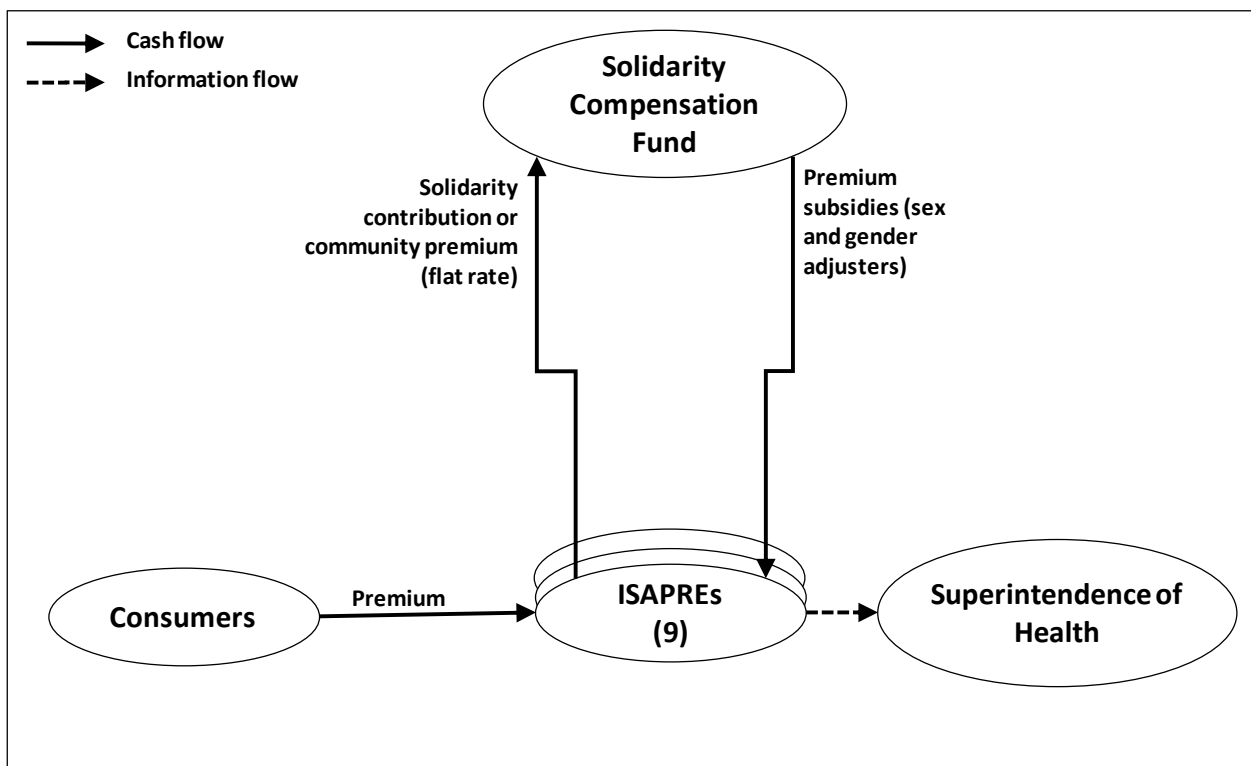 Cash flow
Information flow
Solidarity
Compensation
Fund
Solidarity
contribution or
community premium
(flat rate)
Premium
subsidies (sex
and gender
adjusters)
Consumers
Premium
ISAPREs
(9)
Superintendence of
Health